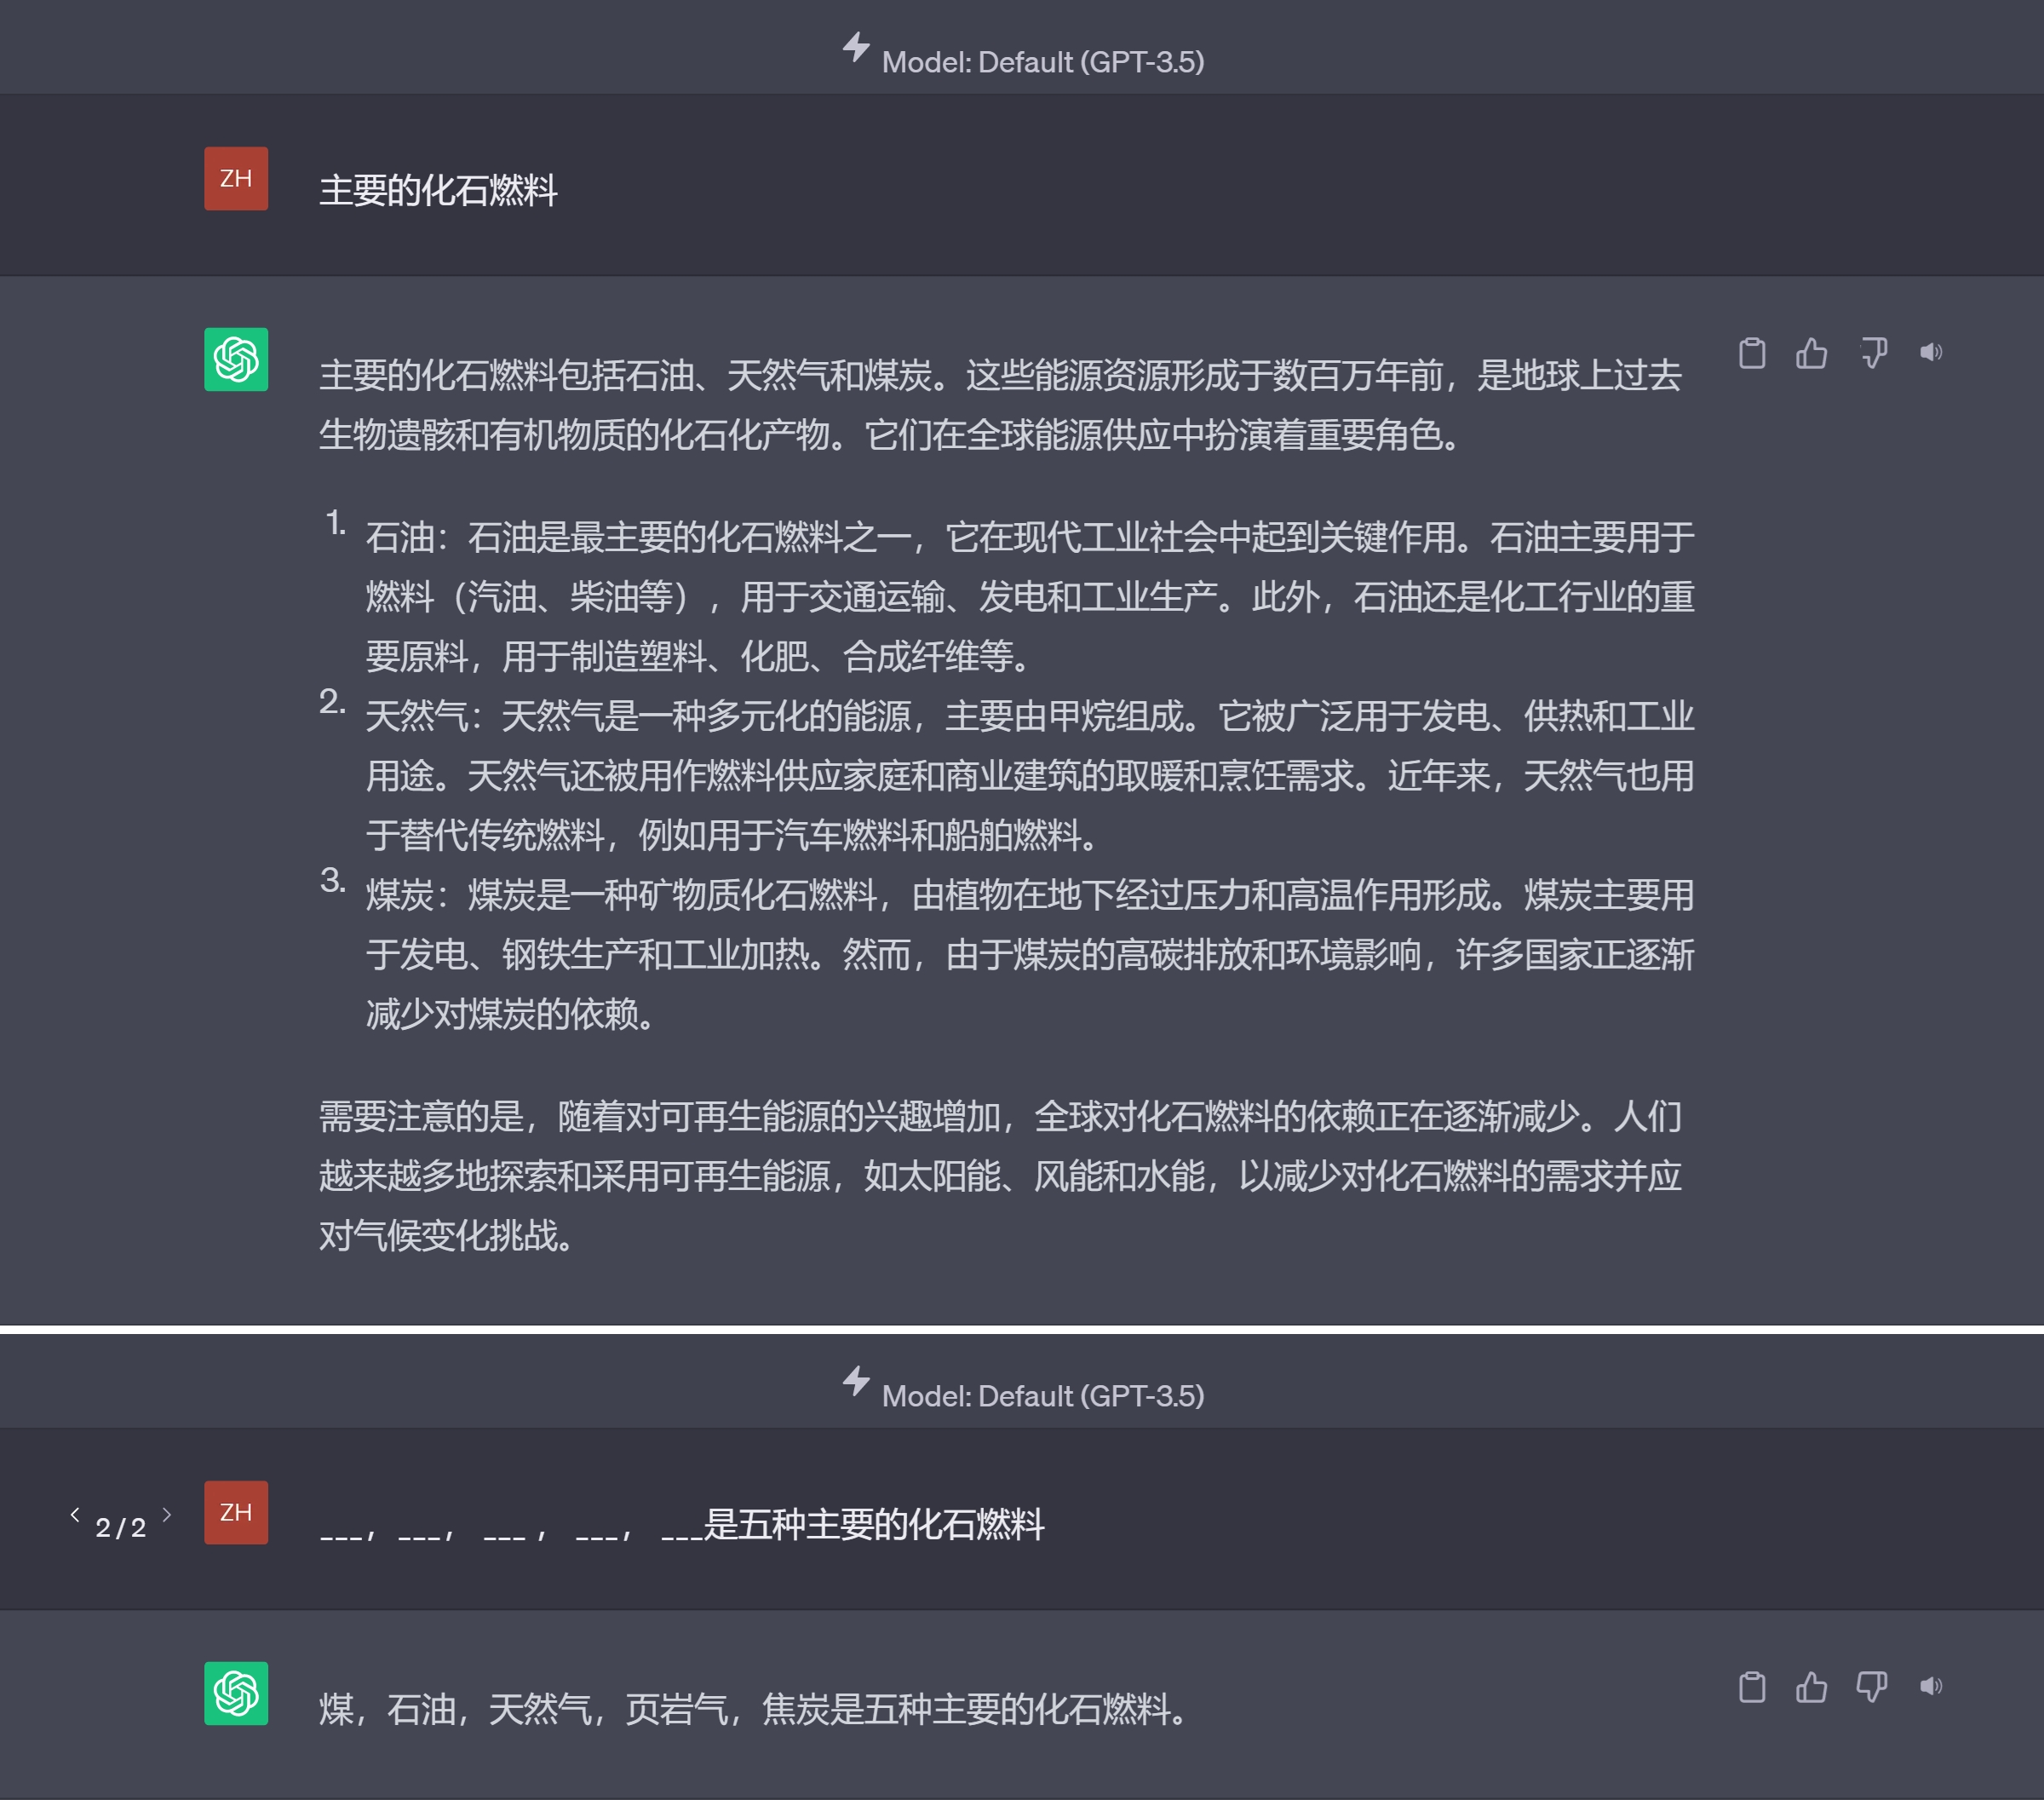 Model: Default (GPT-3.5)
ZH
主要的化石燃料
主要的化石燃料包括石油、天然气和煤炭。这些能源资源形成于数百万年前，是地球上过去
生物遗骸和有机物质的化石化产物。它们在全球能源供应中扮演着重要角色。
1. 石油：石油是最主要的化石燃料之一，它在现代工业社会中起到关键作用。石油主要用于
燃料（汽油、柴油等），用于交通运输、发电和工业生产。此外，石油还是化工行业的重
要原料，用于制造塑料、化肥、合成纤维等。
2. 天然气：天然气是一种多元化的能源，主要由甲烷组成。它被广泛用于发电、供热和工业
用途。天然气还被用作燃料供应家庭和商业建筑的取暖和烹饪需求。近年来，天然气也用
于替代传统燃料，例如用于汽车燃料和船舶燃料。
3. 煤炭：煤炭是一种矿物质化石燃料，由植物在地下经过压力和高温作用形成。煤炭主要用
于发电、钢铁生产和工业加热。然而，由于煤炭的高碳排放和环境影响，许多国家正逐渐
减少对煤炭的依赖。
需要注意的是，随着对可再生能源的兴趣增加，全球对化石燃料的依赖正在逐渐减少。人们
越来越多地探索和采用可再生能源，如太阳能、风能和水能，以减少对化石燃料的需求并应
对气候变化挑战。
Model: Default (GPT-3.5)
< 2 / 2 >
ZH
___，___， ___ ，___， ___是五种主要的化石燃料
煤，石油，天然气，页岩气，焦炭是五种主要的化石燃料。